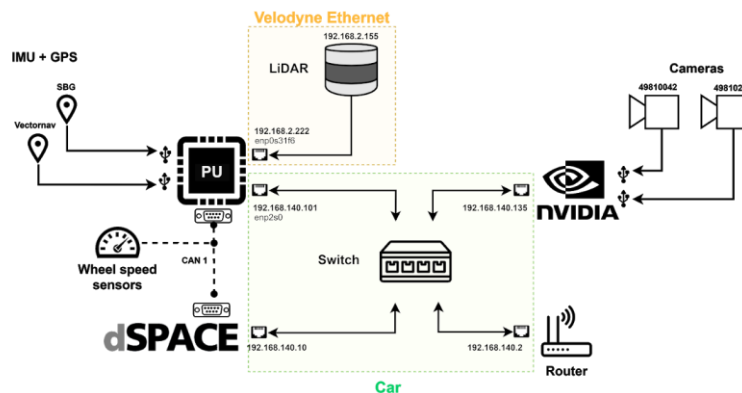 Velodyne Ethernet
192.168.2.155
IMU + GPS
LiDAR
Cameras
SBG
49810042
498102
Vectornav
192.168.2.222
enp0s31f6
PU
192.168.140.101
enp2s0
192.168.140.135
NVIDIA
Switch
CAN 1
Wheel speed
sensors
dSPACE
192.168.140.10
192.168.140.2
Router
Car